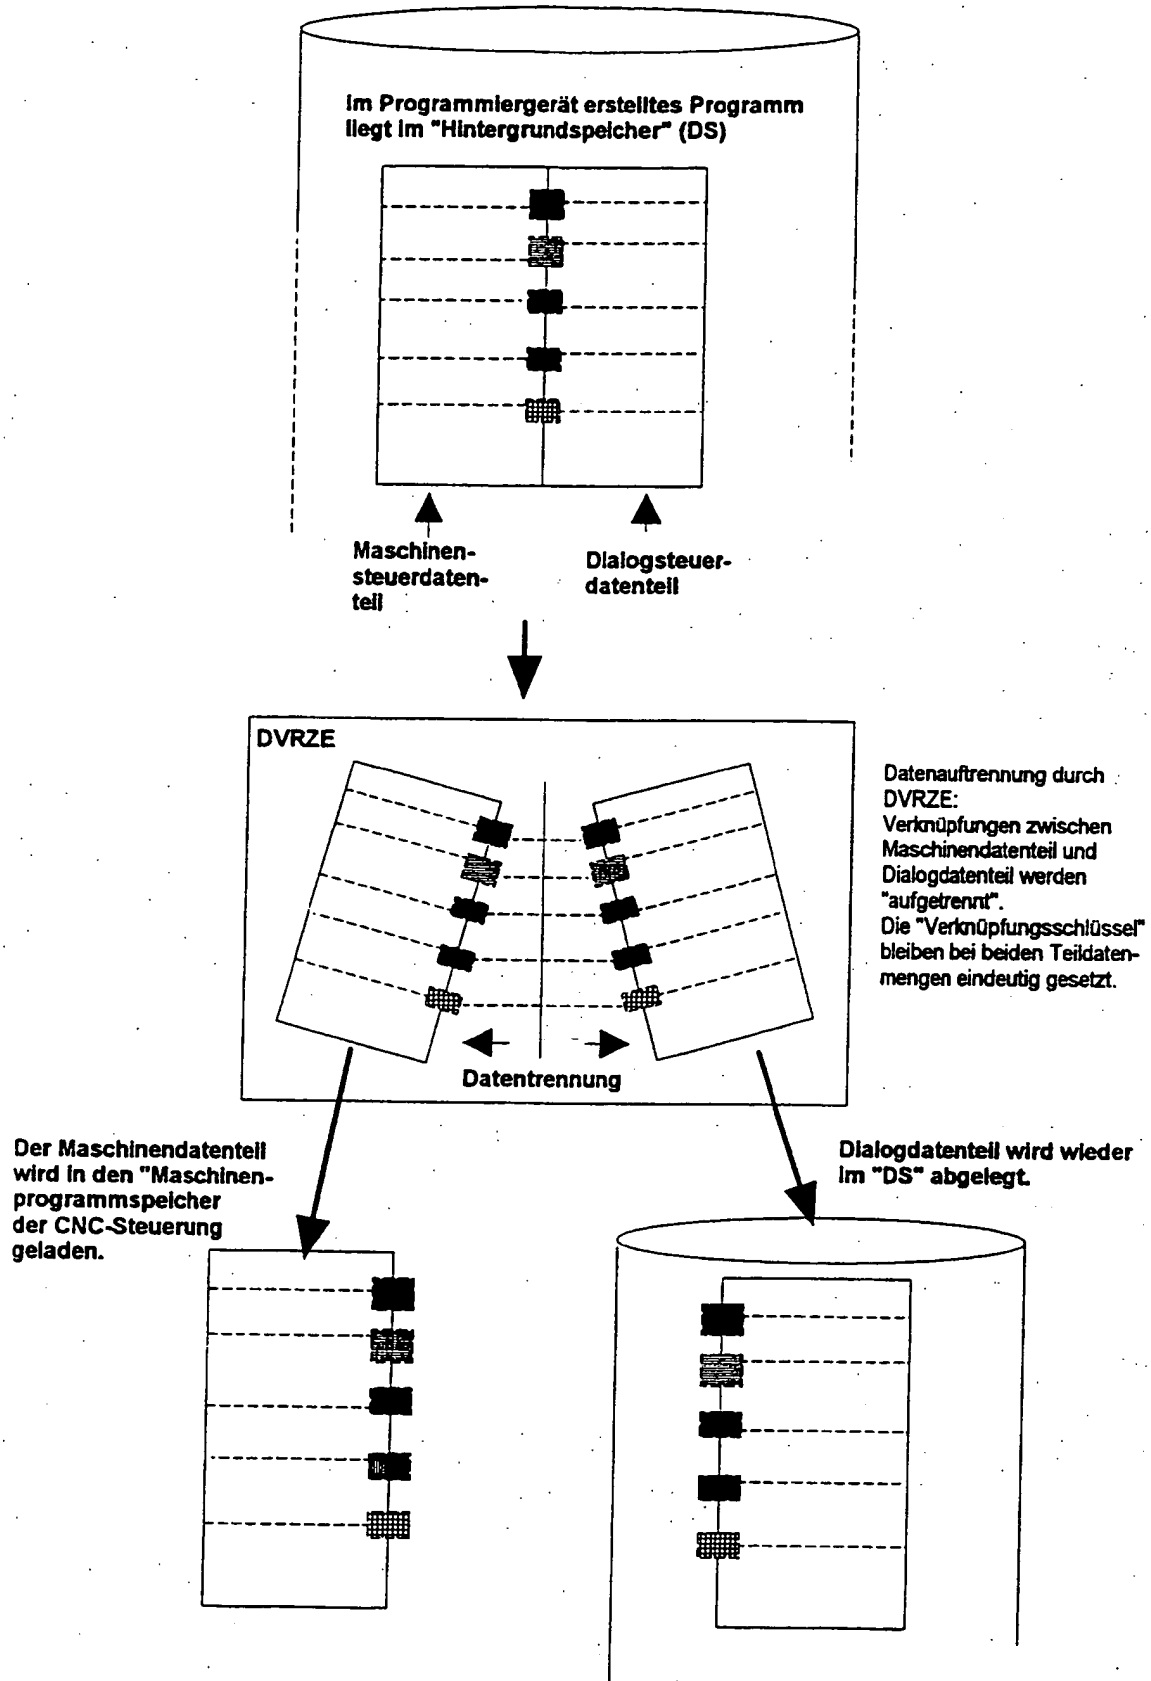 Im Programmiergerät erstelltes Programm
liegt im "Hintergrundspeicher" (DS)
Maschinen-
steuerdaten-
teil
Dialogsteuer-
datenteil
DVRZE
Datenauftrennung durch
DVRZE:
Verknüpfungen zwischen
Maschinendatenteil und
Dialogdatenteil werden
"aufgetrennt".
Die "Verknüpfungsschlüssel"
bleiben bei beiden Teildaten-
mengen eindeutig gesetzt.
Datentrennung
Der Maschinendatenteil
wird in den "Maschinen-
programmspeicher
der CNC-Steuerung
geladen.
Dialogdatenteil wird wieder
im "DS" abgelegt.